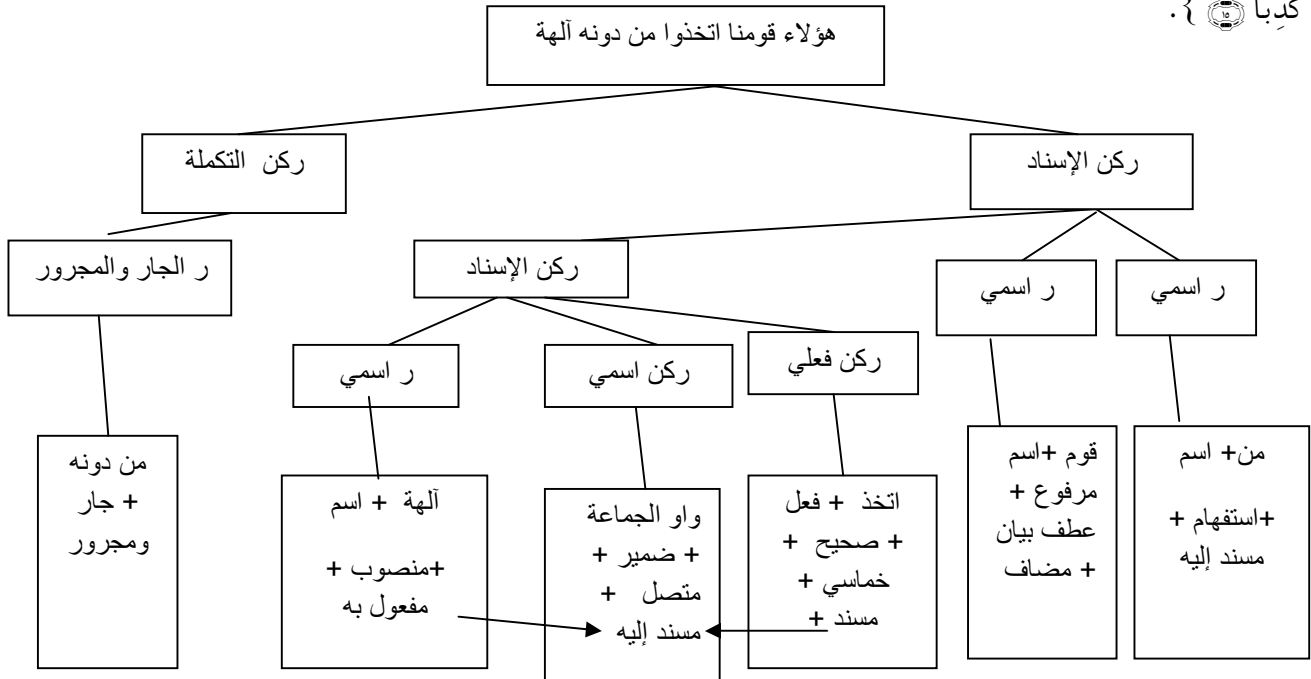 كَذِبًا ۝١٥ }.
هؤلاء قومنا اتخذوا من دونه آلهة
ركن الإسناد
ركن التكملة
ر اسمي
ر اسمي
ركن الإسناد
ر الجار والمجرور
ركن فعلي
ركن اسمي
ر اسمي
من+ اسم
+استفهام +
مسند إليه
قوم +اسم
مرفوع +
عطف بيان
+ مضاف
اتخذ + فعل
+ صحيح +
خماسي +
مسند +
واو الجماعة
+ ضمير +
متصل +
مسند إليه
آلهة + اسم
+منصوب +
مفعول به
من دونه
+ جار
ومجرور